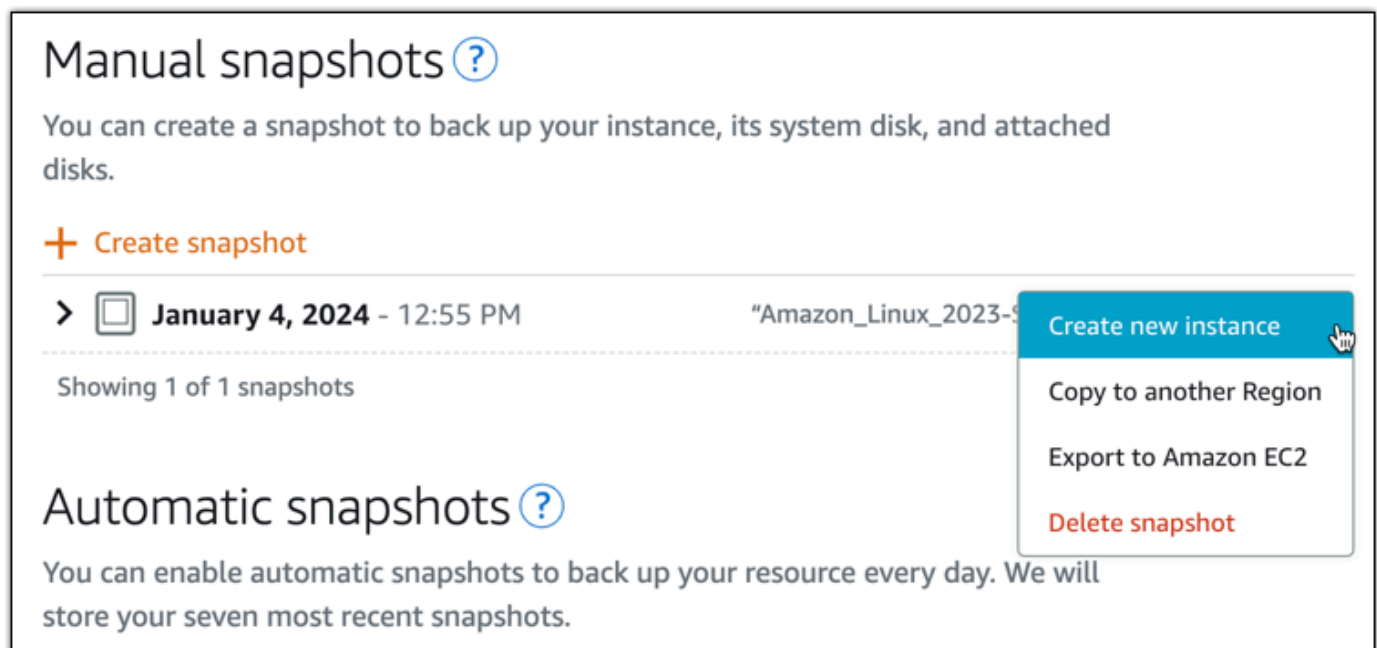 Manual snapshots ?
You can create a snapshot to back up your instance, its system disk, and attached
disks.
+ Create snapshot
January 4, 2024 - 12:55 PM
“Amazon_Linux_2023-
Create new instance
Showing 1 of 1 snapshots
Copy to another Region
Export to Amazon EC2
Delete snapshot
Automatic snapshots ?
You can enable automatic snapshots to back up your resource every day. We will
store your seven most recent snapshots.